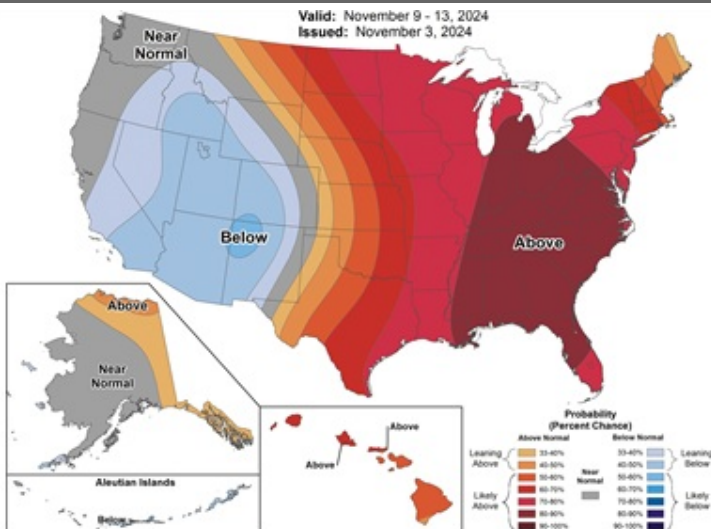 Valid: November 9 - 13, 2024
Issued: November 3, 2024
Near
Normal
Below
Above
Above
Near
Normal
Aleutian Islands
Below
Above
Above
Probability
(Percent Chance)
Above Normal Below Normal
Leaning
Above
33-40%
40-50%
Likely
Above
50-60%
60-70%
70-80%
80-90%
90-100%
Near
Normal
33-40%
40-50%
Leaning
Below
50-60%
60-70%
70-80%
80-90%
90-100%
Likely
Below